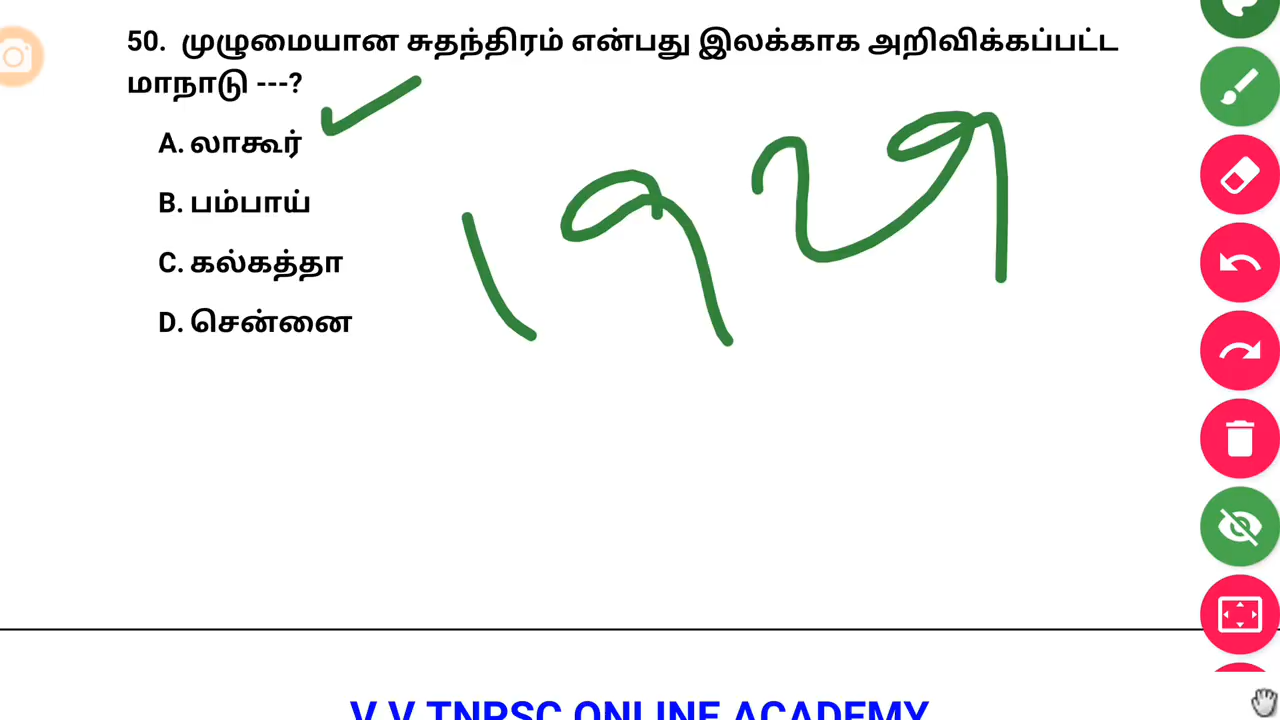 50. முழுமையான சுதந்திரம் என்பது இலக்காக அறிவிக்கப்பட்ட
மாநாடு ---?
A. லாகூர்
B. பம்பாய்
C. கல்கத்தா
D. சென்னை
1929
V V TNPSC ONLINE ACADEMY